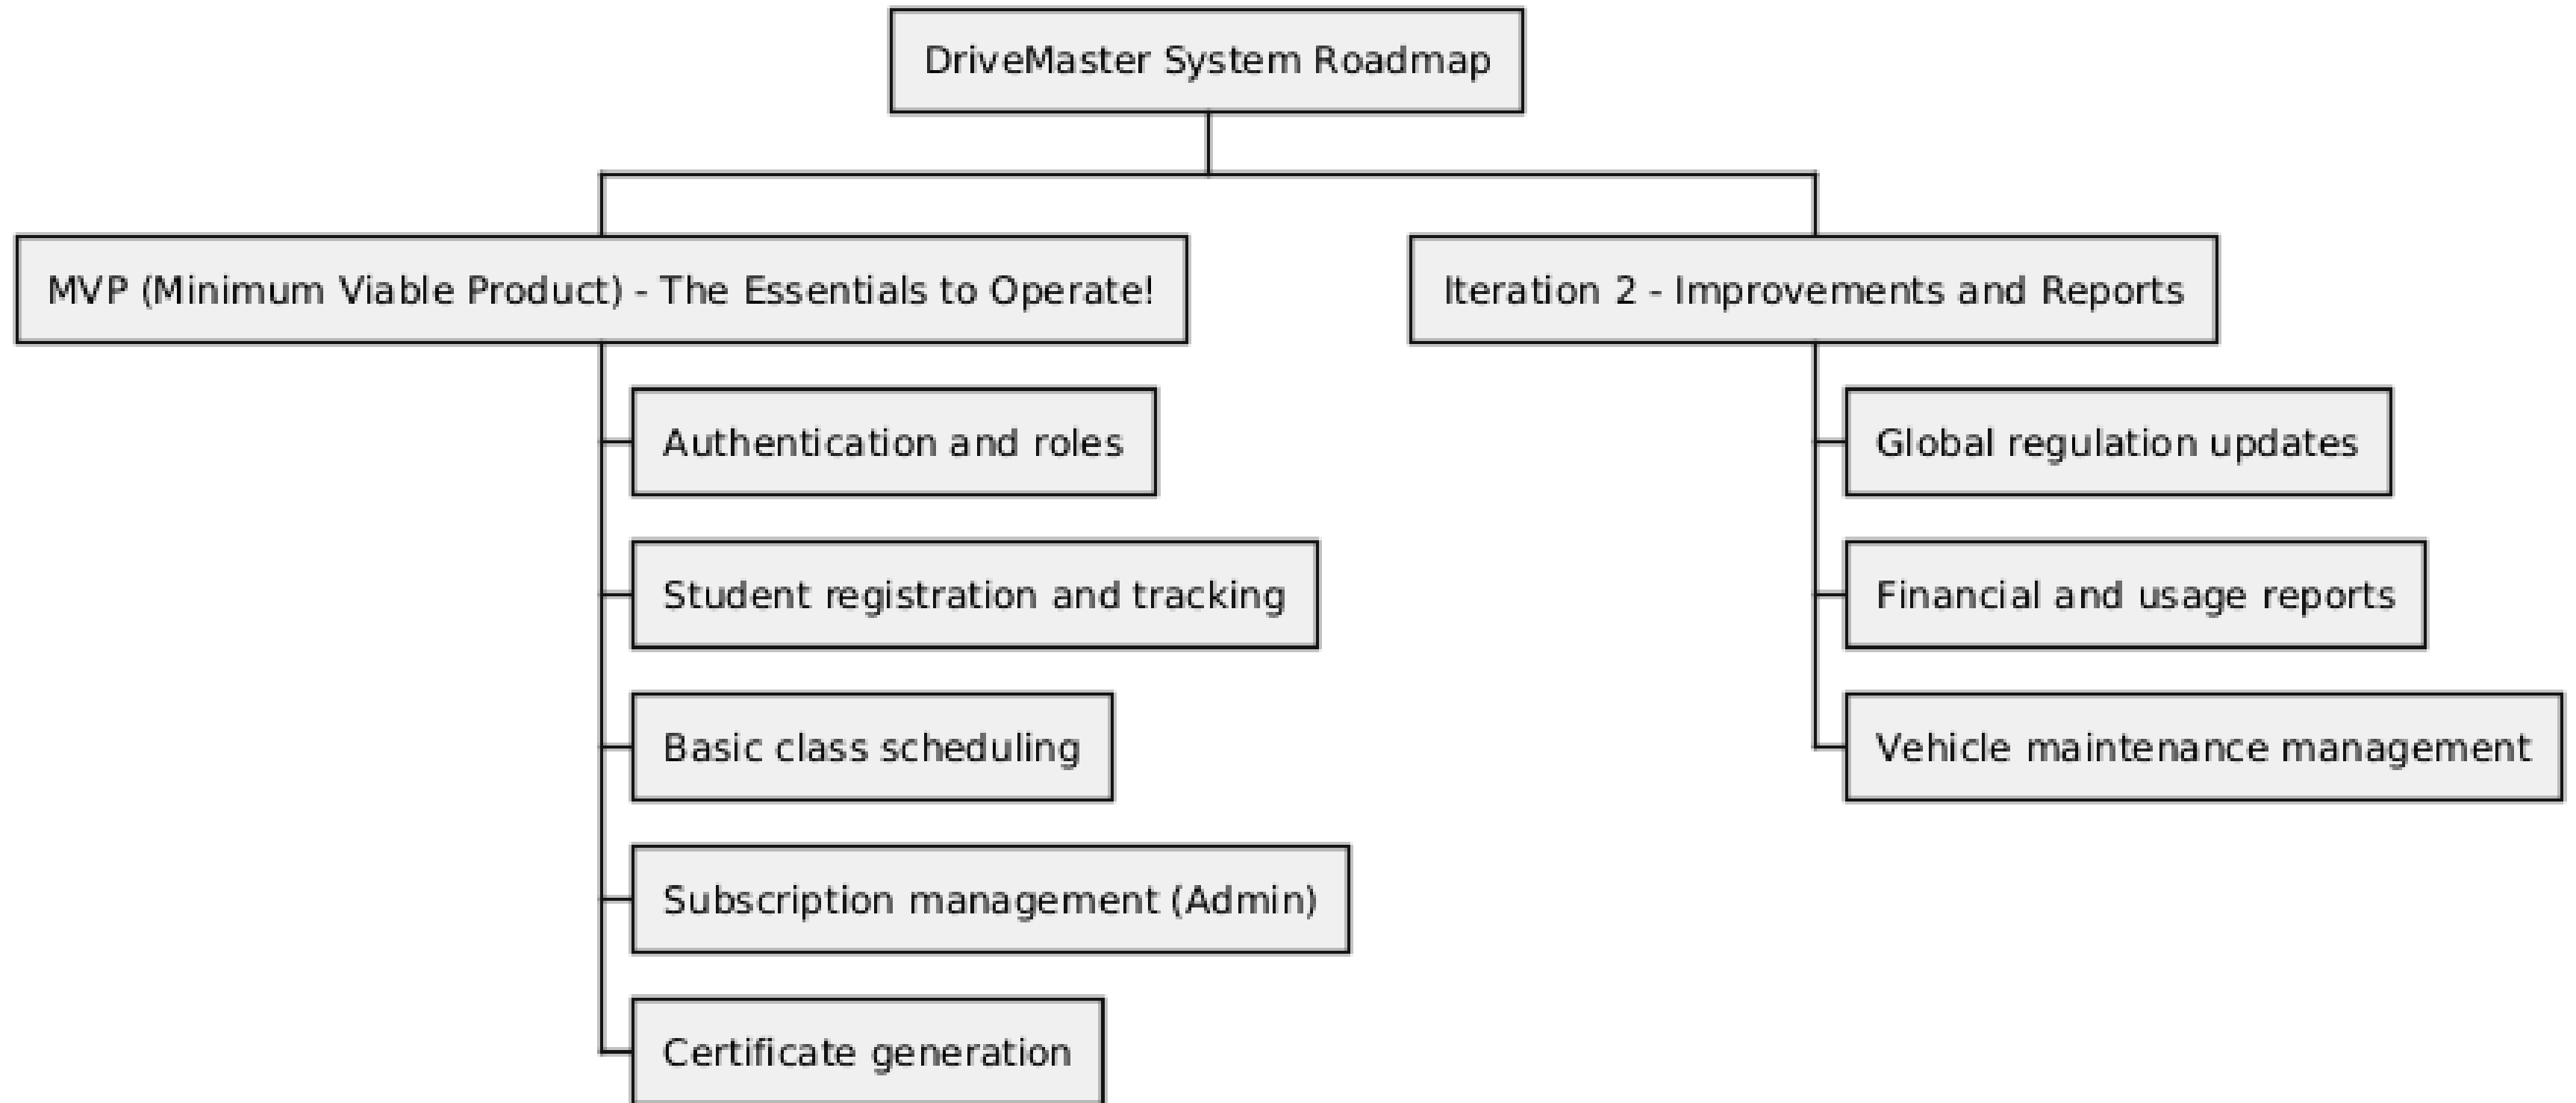 DriveMaster System Roadmap
MVP (Minimum Viable Product) - The Essentials to Operate!
Authentication and roles
Student registration and tracking
Basic class scheduling
Subscription management (Admin)
Certificate generation
Iteration 2 - Improvements and Reports
Global regulation updates
Financial and usage reports
Vehicle maintenance management